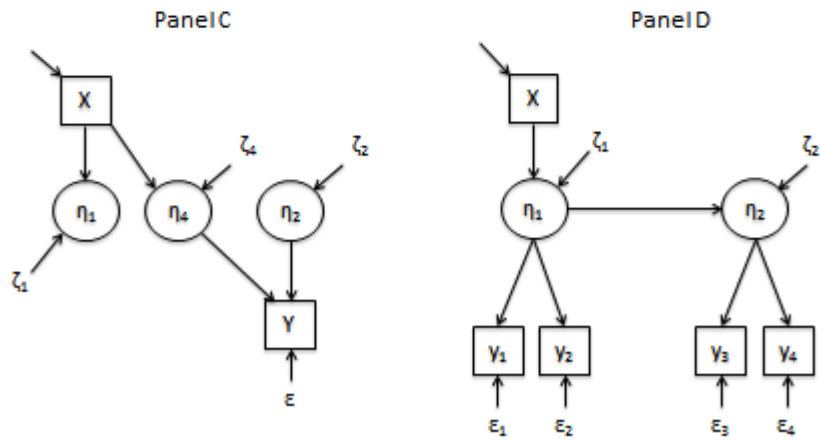 Panel C
X
ζ₄
ζ₂
η₁
η₄
η₂
ζ₁
Y
ε
Panel D
X
ζ₁
ζ₂
η₁
η₂
y₁
y₂
y₃
y₄
ε₁
ε₂
ε₃
ε₄